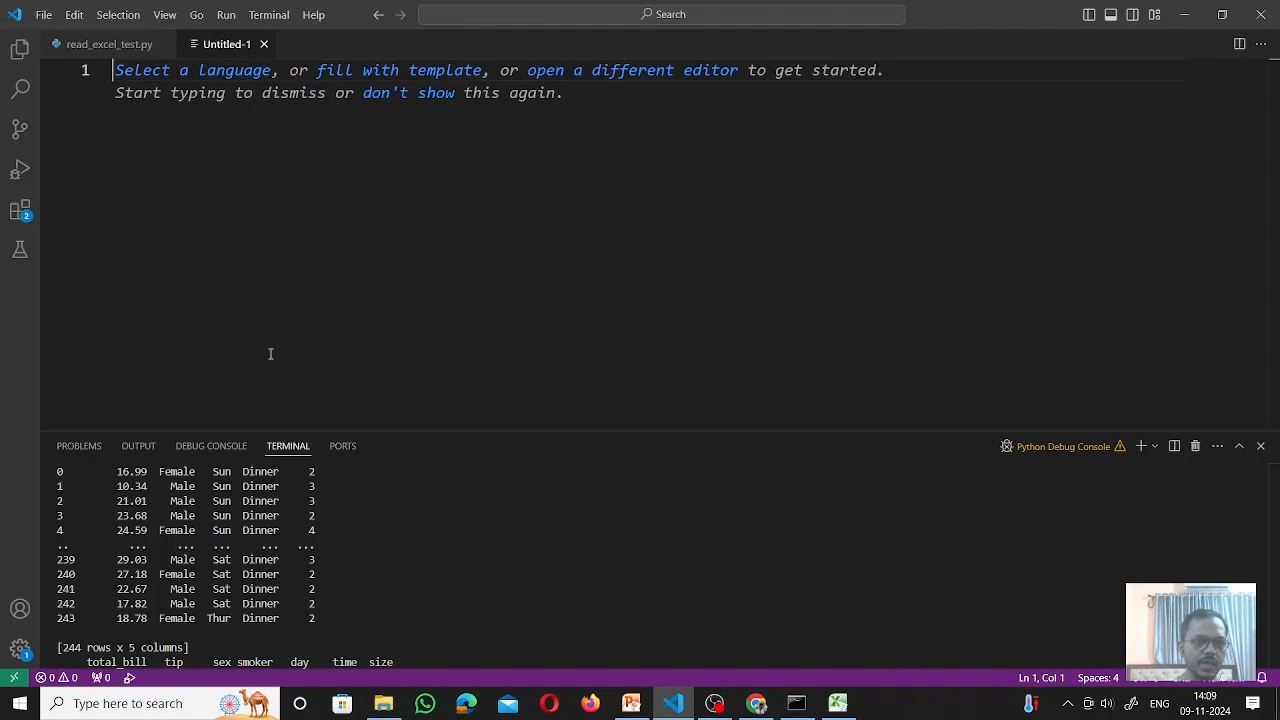 File Edit Selection View Go Run Terminal Help Search
read_excel_test.py Untitled-1
1 Select a language, or fill with template, or open a different editor to get started.
Start typing to dismiss or don't show this again.
PROBLEMS OUTPUT DEBUG CONSOLE TERMINAL PORTS Python Debug Console
0 16.99 Female Sun Dinner 2
1 10.34 Male Sun Dinner 3
2 21.01 Male Sun Dinner 3
3 23.68 Male Sun Dinner 2
4 24.59 Female Sun Dinner 4
.. ... ... ... ... ...
239 29.03 Male Sat Dinner 3
240 27.18 Female Sat Dinner 2
241 22.67 Male Sat Dinner 2
242 17.82 Male Sat Dinner 2
243 18.78 Female Thur Dinner 2
[244 rows x 5 columns]
total_bill tip sex smoker day time size
2
1
0 0 0 Ln 1, Col 1 Spaces: 4
Type here to search ENG 14:09
09-11-2024